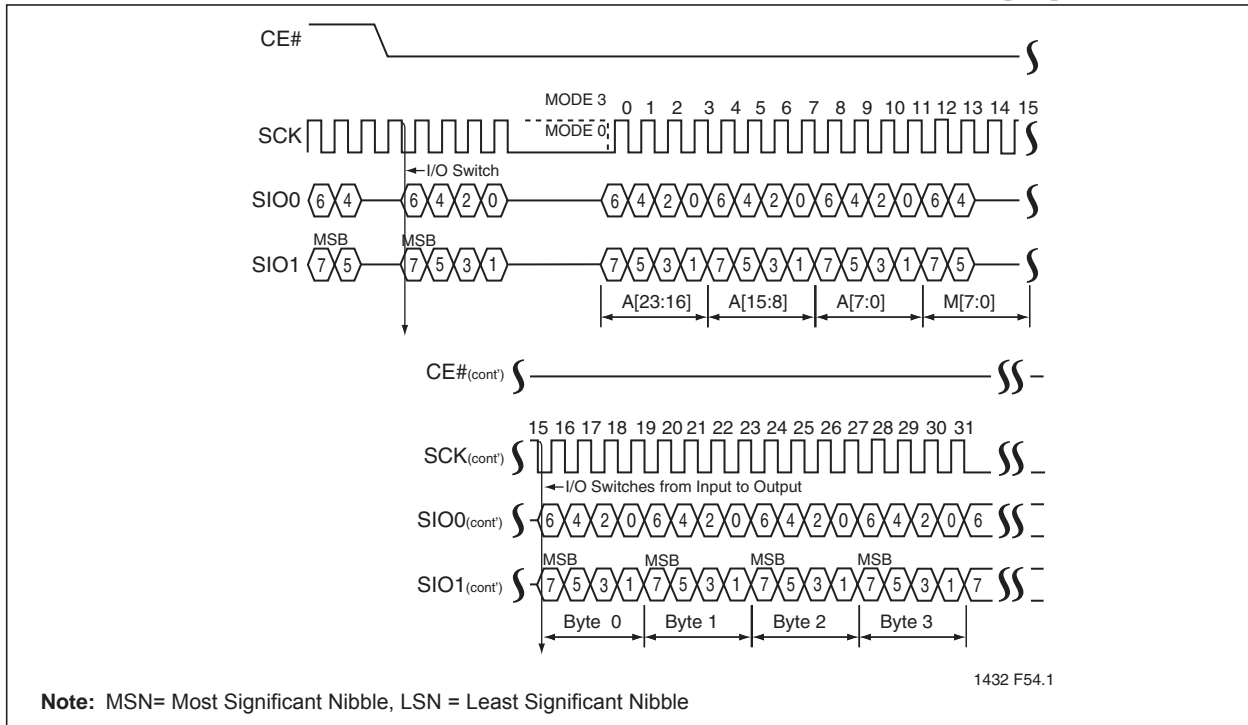 CE#
MODE 3
0 1 2 3 4 5 6 7 8 9 10 11 12 13 14 15
SCK
MODE 0
I/O Switch
SIO0 6 4 6 4 2 0 6 4 2 0 6 4 2 0 6 4 2 0 6 4
MSB MSB
SIO1 7 5 7 5 3 1 7 5 3 1 7 5 3 1 7 5 3 1 7 5
A[23:16] A[15:8] A[7:0] M[7:0]
CE#(cont')
15 16 17 18 19 20 21 22 23 24 25 26 27 28 29 30 31
SCK(cont')
I/O Switches from Input to Output
SIO0(cont') 6 4 2 0 6 4 2 0 6 4 2 0 6 4 2 0 6
MSB MSB MSB MSB
SIO1(cont') 7 5 3 1 7 5 3 1 7 5 3 1 7 5 3 1 7
Byte 0 Byte 1 Byte 2 Byte 3
1432 F54.1
Note: MSN= Most Significant Nibble, LSN = Least Significant Nibble